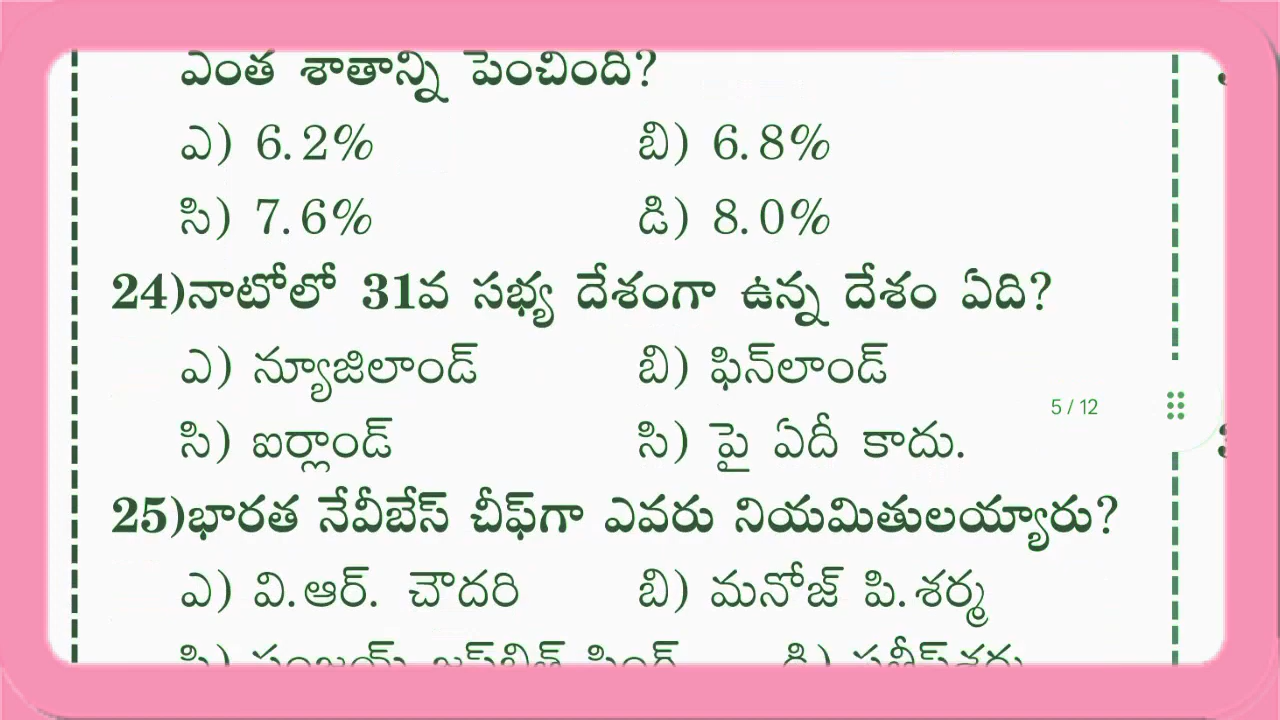 ఎంత శాతాన్ని పెంచింది?
ఎ) 6.2% బి) 6.8%
సి) 7.6% డి) 8.0%
24)నాటోలో 31వ సభ్య దేశంగా ఉన్న దేశం ఏది?
ఎ) న్యూజిలాండ్ బి) ఫిన్‌లాండ్
5 / 12
సి) ఐర్లాండ్ సి) పై ఏదీ కాదు.
25)భారత నేవీబేస్ చీఫ్‌గా ఎవరు నియమితులయ్యారు?
ఎ) వి.ఆర్. చౌదరి బి) మనోజ్ పి.శర్మ